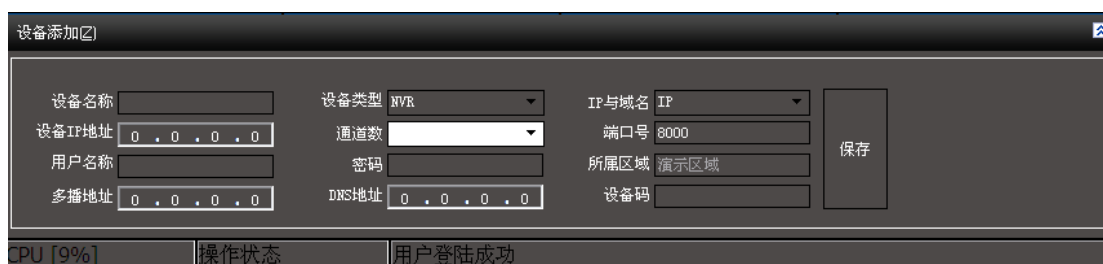 设备添加[Z]
设备名称 设备类型 NVR IP与域名 IP
设备IP地址 0 . 0 . 0 . 0 通道数 端口号 8000 保存
用户名称 密码 所属区域 演示区域
多播地址 0 . 0 . 0 . 0 DNS地址 0 . 0 . 0 . 0 设备码
CPU [9%] 操作状态 用户登陆成功